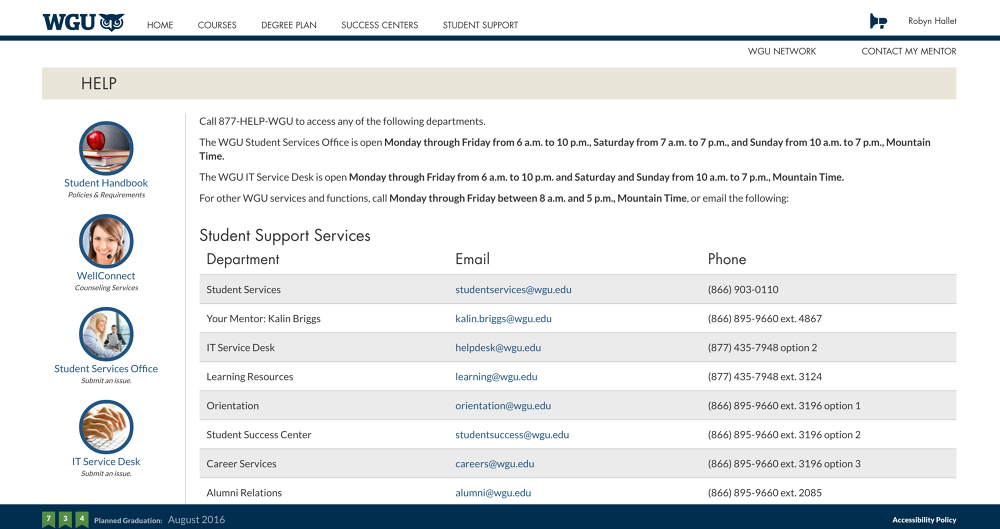 WGU
HOME
COURSES
DEGREE PLAN
SUCCESS CENTERS
STUDENT SUPPORT
Robyn Hallet
WGU NETWORK
CONTACT MY MENTOR
HELP
Student Handbook
Policies & Requirements
WellConnect
Counseling Services
Student Services Office
Submit an issue.
IT Service Desk
Submit an issue.
Call 877-HELP-WGU to access any of the following departments.
The WGU Student Services Office is open Monday through Friday from 6 a.m. to 10 p.m., Saturday from 7 a.m. to 7 p.m., and Sunday from 10 a.m. to 7 p.m., Mountain
Time.
The WGU IT Service Desk is open Monday through Friday from 6 a.m. to 10 p.m. and Saturday and Sunday from 10 a.m. to 7 p.m., Mountain Time.
For other WGU services and functions, call Monday through Friday between 8 a.m. and 5 p.m., Mountain Time, or email the following:
Student Support Services
Department Email Phone
Student Services studentservices@wgu.edu (866) 903-0110
Your Mentor: Kalin Briggs kalin.briggs@wgu.edu (866) 895-9660 ext. 4867
IT Service Desk helpdesk@wgu.edu (877) 435-7948 option 2
Learning Resources learning@wgu.edu (877) 435-7948 ext. 3124
Orientation orientation@wgu.edu (866) 895-9660 ext. 3196 option 1
Student Success Center studentsuccess@wgu.edu (866) 895-9660 ext. 3196 option 2
Career Services careers@wgu.edu (866) 895-9660 ext. 3196 option 3
Alumni Relations alumni@wgu.edu (866) 895-9660 ext. 2085
7 3 4 Planned Graduation: August 2016
Accessibility Policy